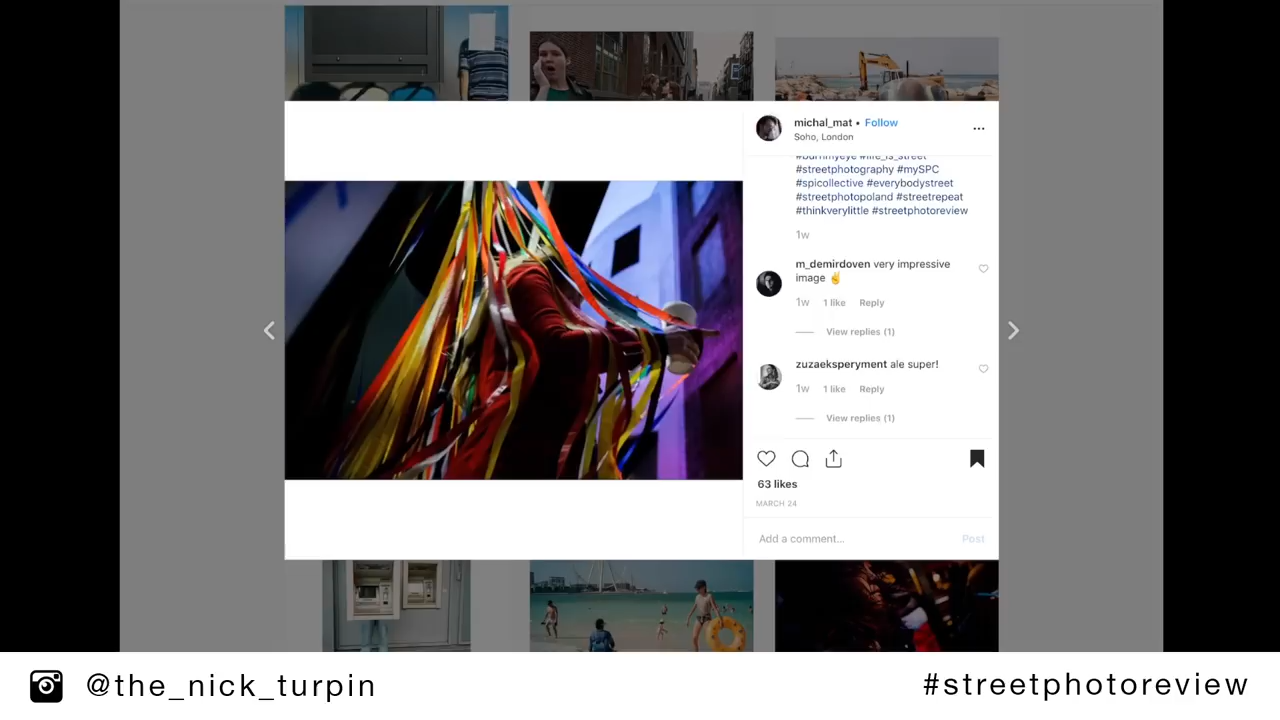 michal_mat • Follow
Soho, London
#burnmyeye #life_is_street
#streetphotography #mySPC
#spicollective #everybodystreet
#streetphotopoland #streetrepeat
#thinkverylittle #streetphotoreview
1w
m_demirdoven very impressive
image ✌
1w 1 like Reply
View replies (1)
zuzaeksperyment ale super!
1w 1 like Reply
View replies (1)
63 likes
MARCH 24
Add a comment... Post
@the_nick_turpin
#streetphotoreview